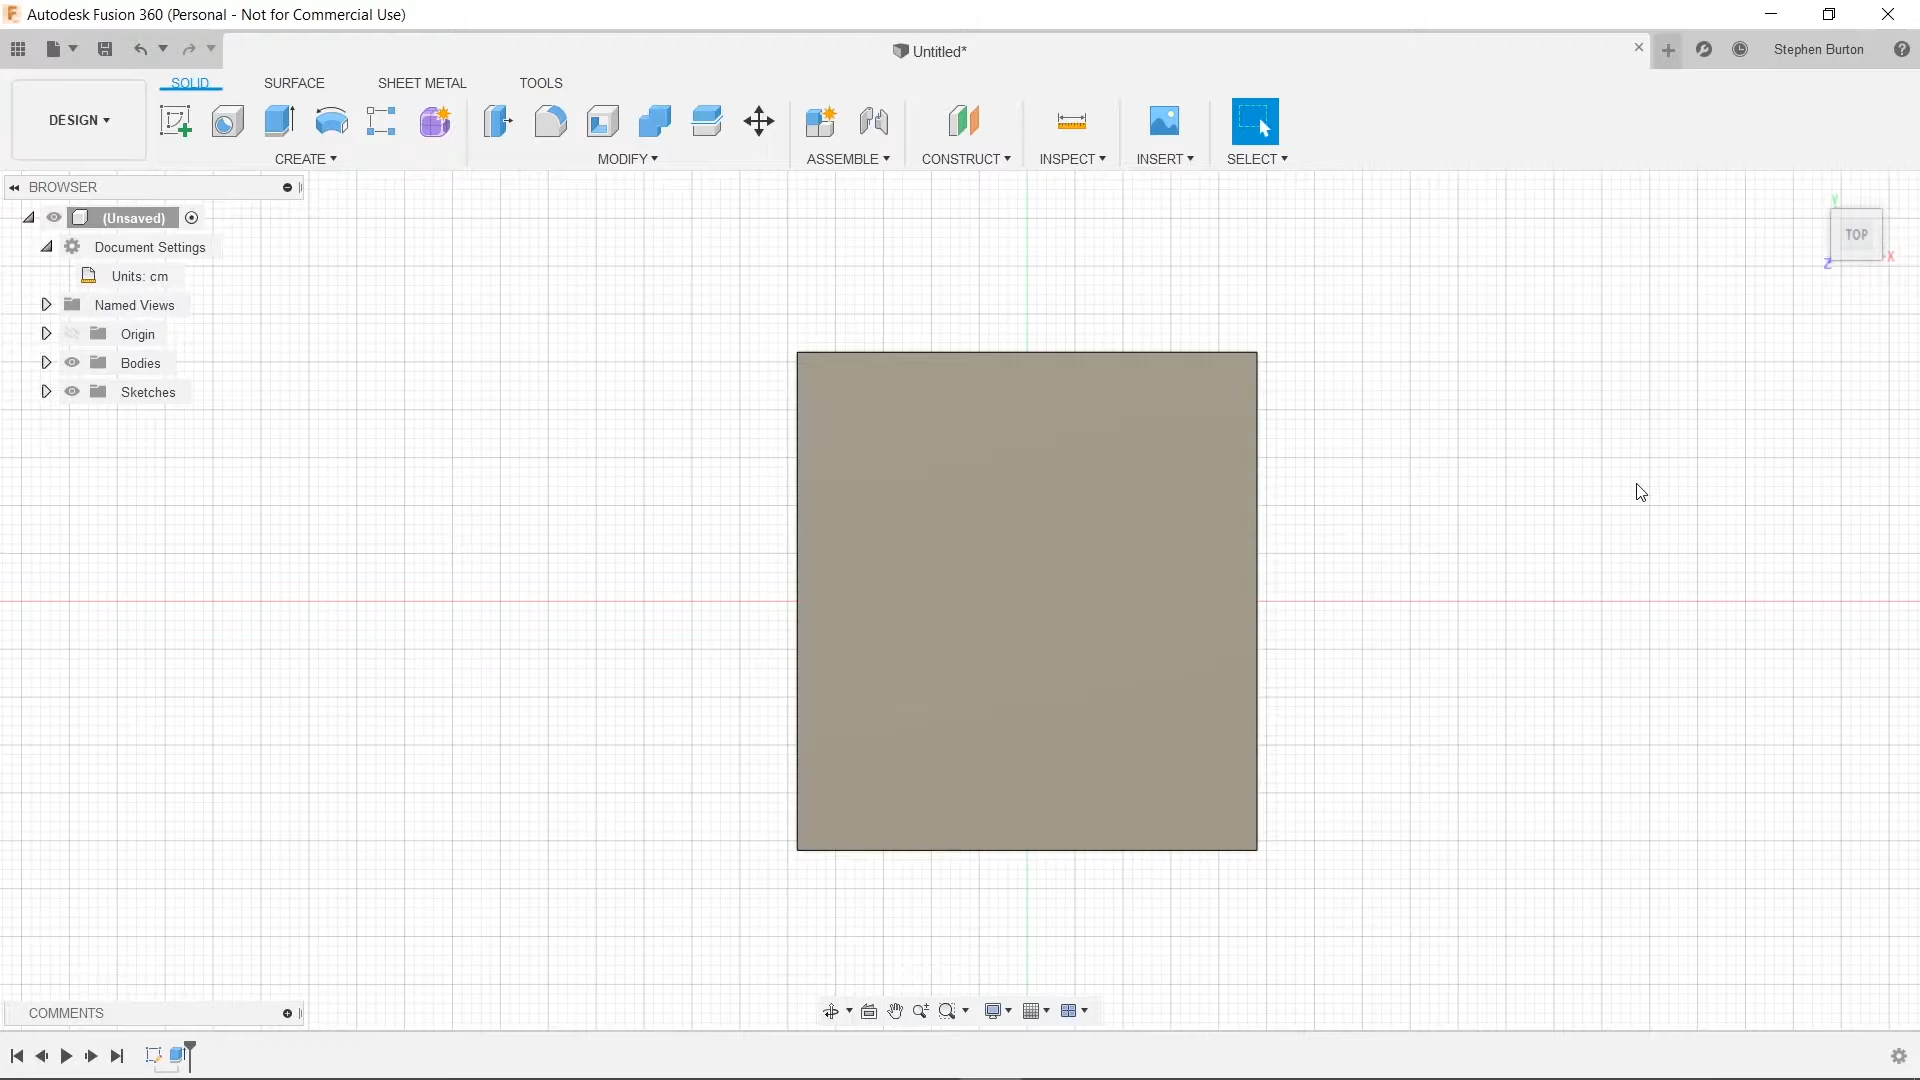 Autodesk Fusion 360 (Personal - Not for Commercial Use)
Untitled*
Stephen Burton
SOLID SURFACE SHEET METAL TOOLS
DESIGN
CREATE MODIFY ASSEMBLE CONSTRUCT INSPECT INSERT SELECT
BROWSER
(Unsaved)
Document Settings
Units: cm
Named Views
Origin
Bodies
Sketches
Y
TOP
X
Z
COMMENTS